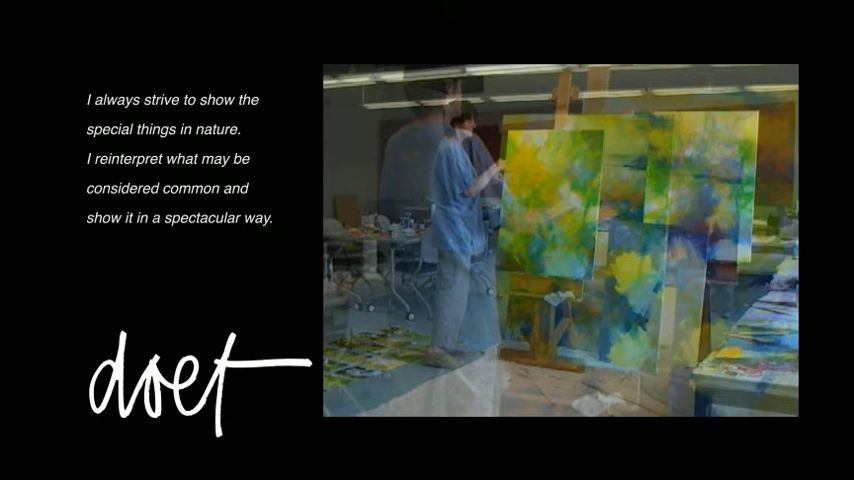 I always strive to show the
special things in nature.
I reinterpret what may be
considered common and
show it in a spectacular way.
doet